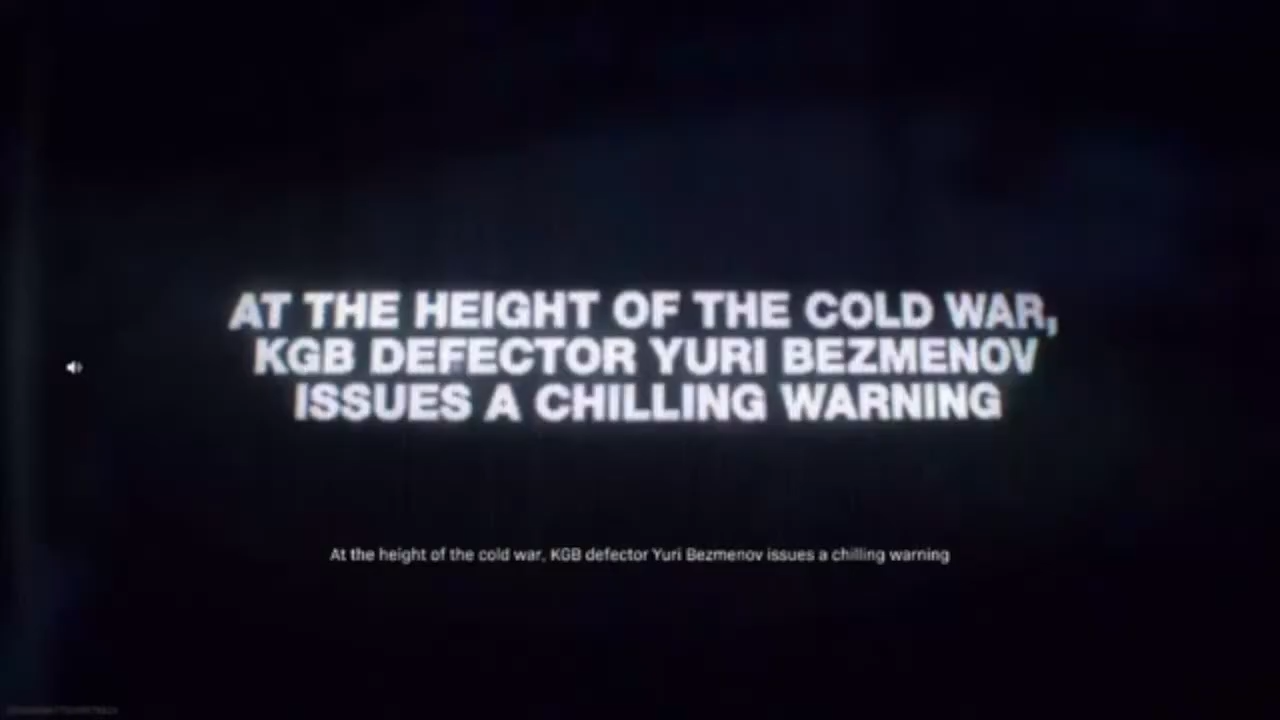 AT THE HEIGHT OF THE COLD WAR,
KGB DEFECTOR YURI BEZMENOV
ISSUES A CHILLING WARNING
At the height of the cold war, KGB defector Yuri Bezmenov issues a chilling warning